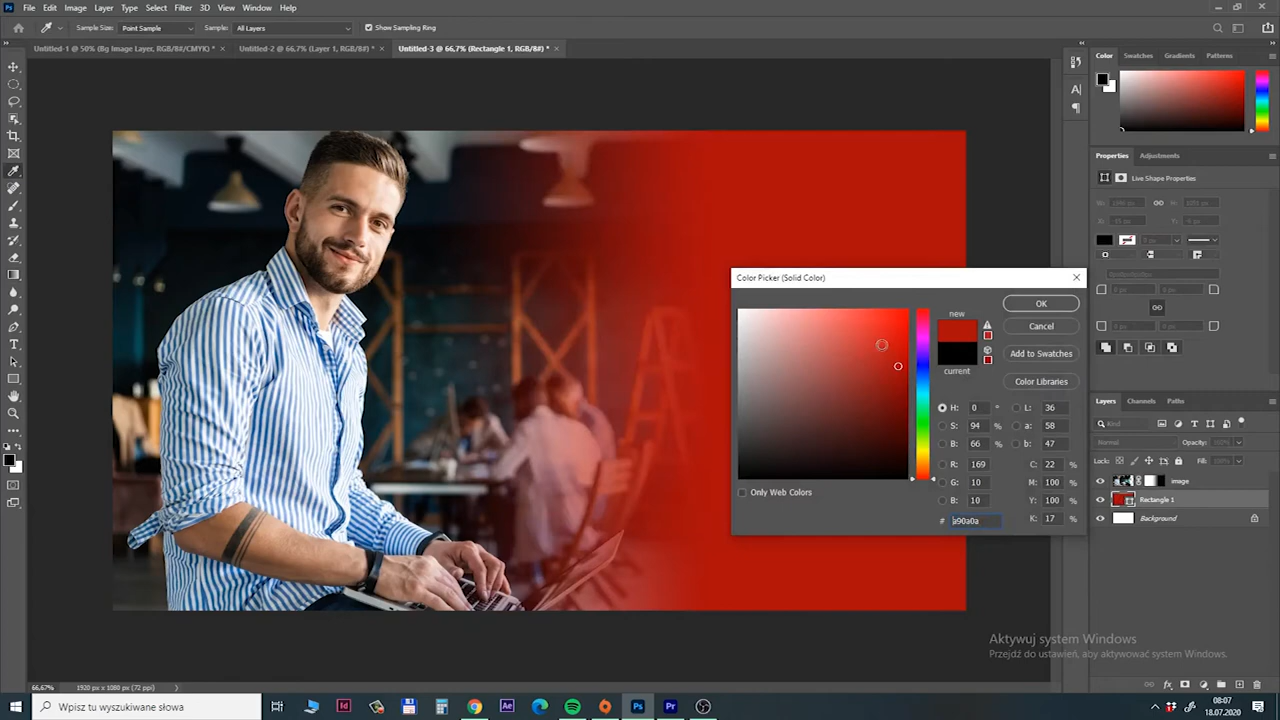 File Edit Image Layer Type Select Filter 3D View Window Help
Sample Size: Point Sample Sample: All Layers Show Sampling Ring
Untitled-1 @ 50% (Bg Image Layer, RGB/8#/CMYK) * × Untitled-2 @ 66,7% (Layer 1, RGB/8#) * × Untitled-3 @ 66,7% (Rectangle 1, RGB/8#) * ×
Color Swatches Gradients Patterns
Properties Adjustments
Live Shape Properties
W: H:
X: Y:
Color Picker (Solid Color)
new
OK
Cancel
current
Add to Swatches
Color Libraries
H: 0 ° L: 36
S: 94 % a: 58
B: 66 % b: 47
R: 169 C: 22 %
G: 10 M: 100 %
B: 10 Y: 100 %
# a90a0a K: 17 %
Only Web Colors
Layers Channels Paths
Kind
Normal Opacity: 100%
Lock: Fill: 100%
image
Rectangle 1
Background
Aktywuj system Windows
Przejdź do ustawień, aby aktywować system Windows.
66,67% 1920 px x 1080 px (72 ppi)
Wpisz tu wyszukiwane słowa
08:07
18.07.2020